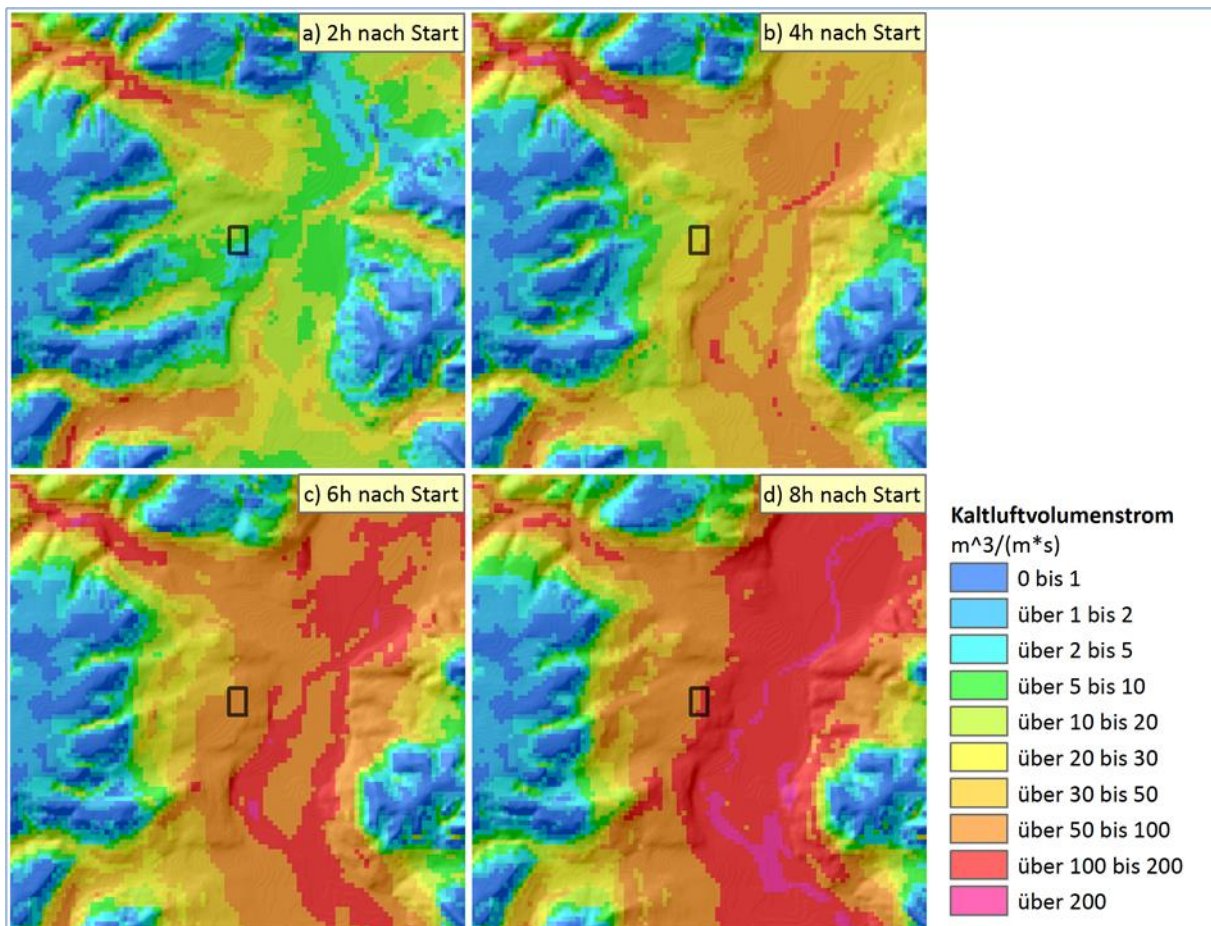 a) 2h nach Start
b) 4h nach Start
c) 6h nach Start
d) 8h nach Start
Kaltluftvolumenstrom
m^3/(m*s)
0 bis 1
über 1 bis 2
über 2 bis 5
über 5 bis 10
über 10 bis 20
über 20 bis 30
über 30 bis 50
über 50 bis 100
über 100 bis 200
über 200